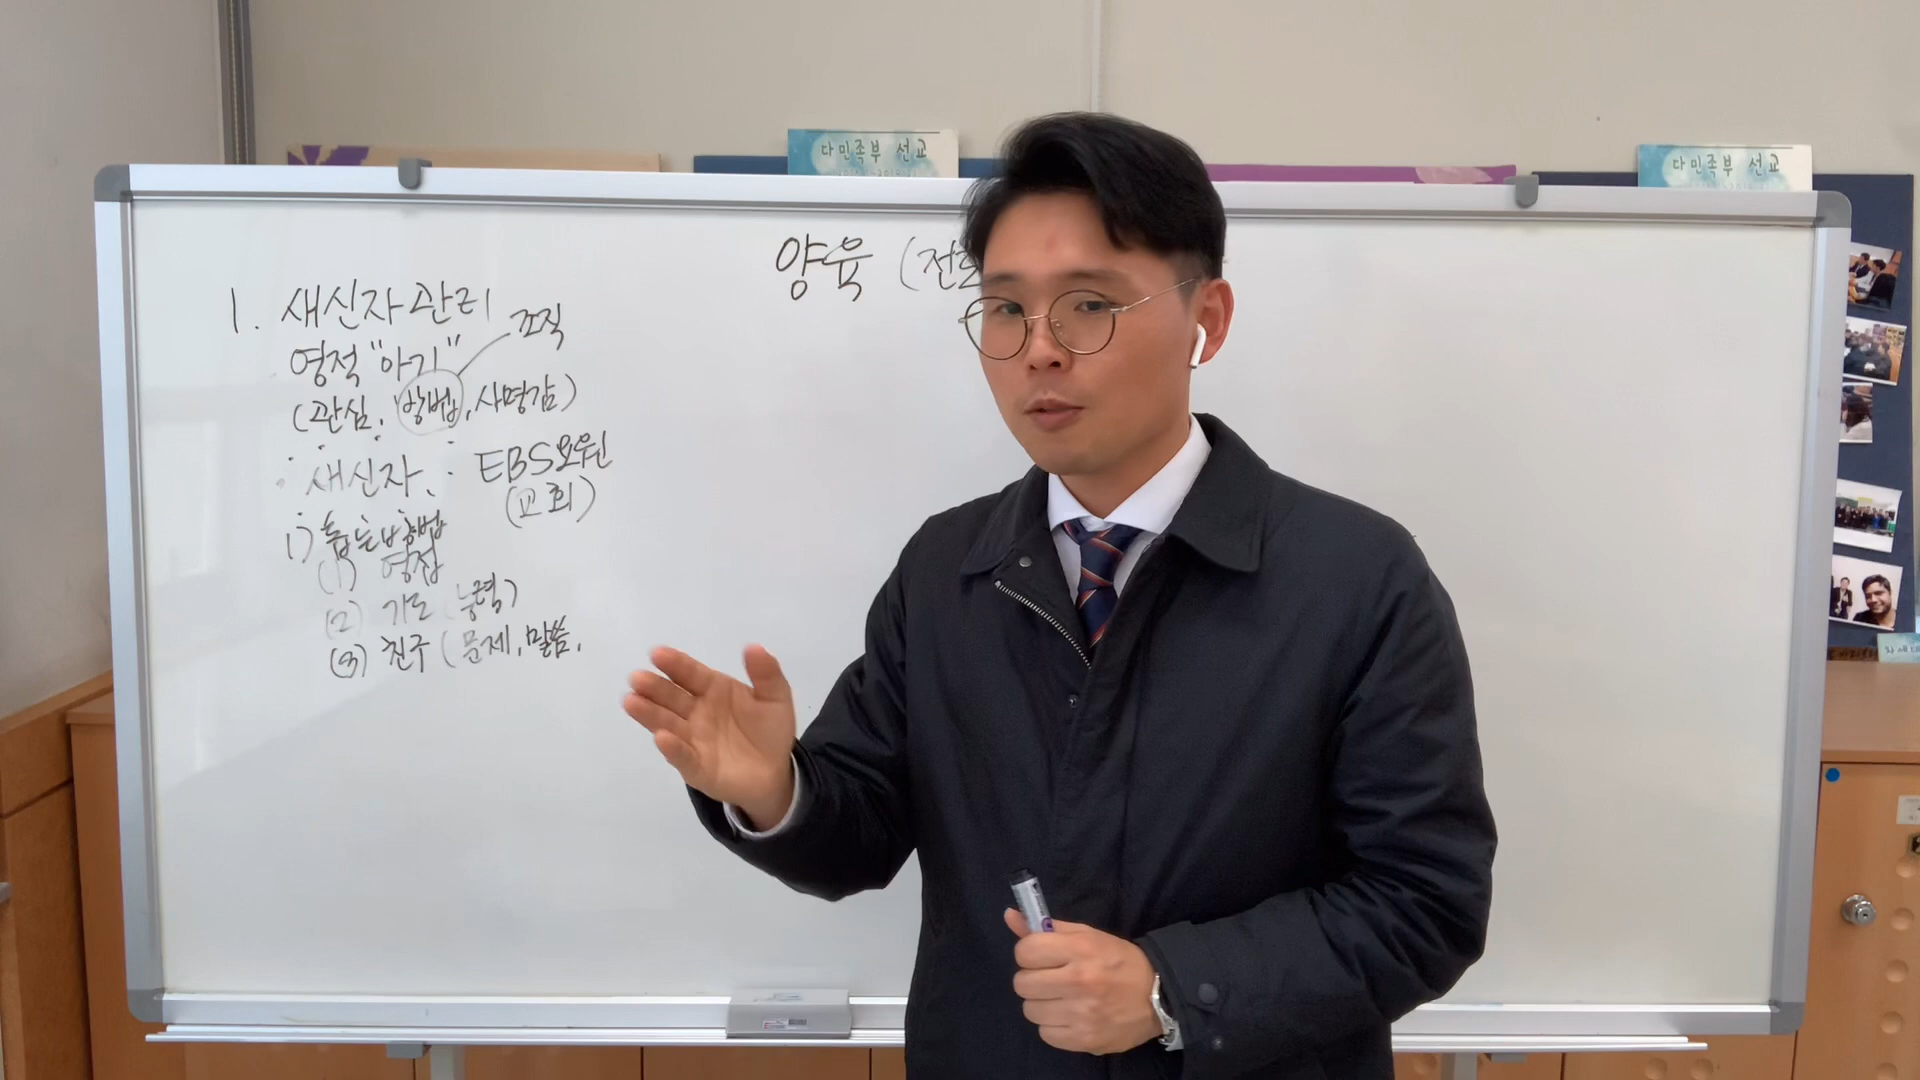 다민족부 선교
다민족부 선교
양육 (전도
1. 새신자 관리
조직
영적 "아기"
(관심, 방법, 사명감)
새신자 EBS요원
(교회)
1) 돕는 방법
(1) 영접
(2) 기도 (능력)
(3) 친구 (문제, 말씀,